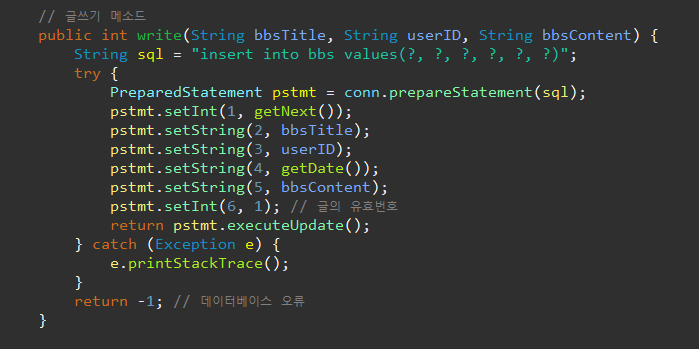 // 글쓰기 메소드
public int write(String bbsTitle, String userID, String bbsContent) {
    String sql = "insert into bbs values(?, ?, ?, ?, ?, ?)";
    try {
        PreparedStatement pstmt = conn.prepareStatement(sql);
        pstmt.setInt(1, getNext());
        pstmt.setString(2, bbsTitle);
        pstmt.setString(3, userID);
        pstmt.setString(4, getDate());
        pstmt.setString(5, bbsContent);
        pstmt.setInt(6, 1); // 글의 유효번호
        return pstmt.executeUpdate();
    } catch (Exception e) {
        e.printStackTrace();
    }
    return -1; // 데이터베이스 오류
}